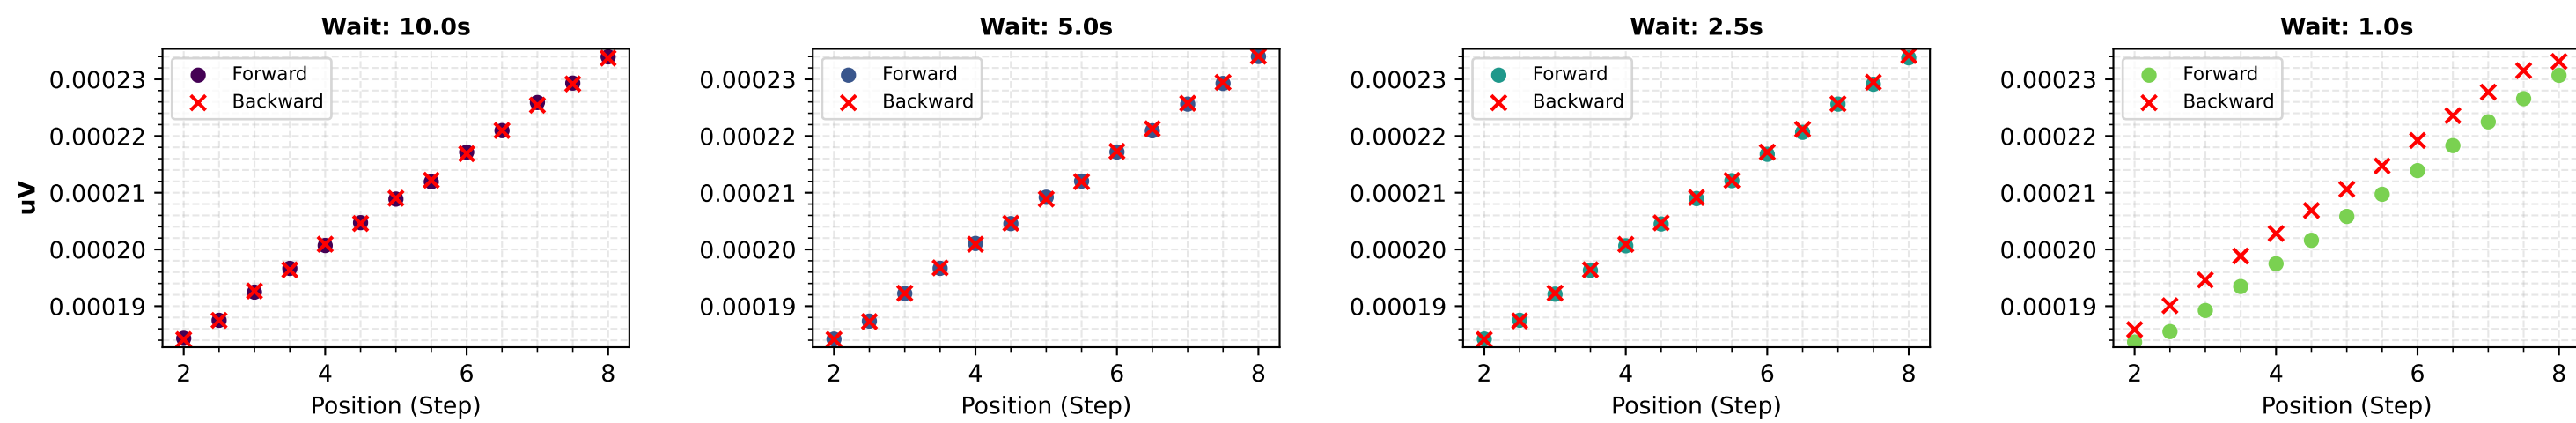 Wait: 10.0s
Wait: 5.0s
Wait: 2.5s
Wait: 1.0s
uV
0.00023
0.00022
0.00021
0.00020
0.00019
Forward
Backward
2 4 6 8
Position (Step)
0.00023
0.00022
0.00021
0.00020
0.00019
Forward
Backward
2 4 6 8
Position (Step)
0.00023
0.00022
0.00021
0.00020
0.00019
Forward
Backward
2 4 6 8
Position (Step)
0.00023
0.00022
0.00021
0.00020
0.00019
Forward
Backward
2 4 6 8
Position (Step)